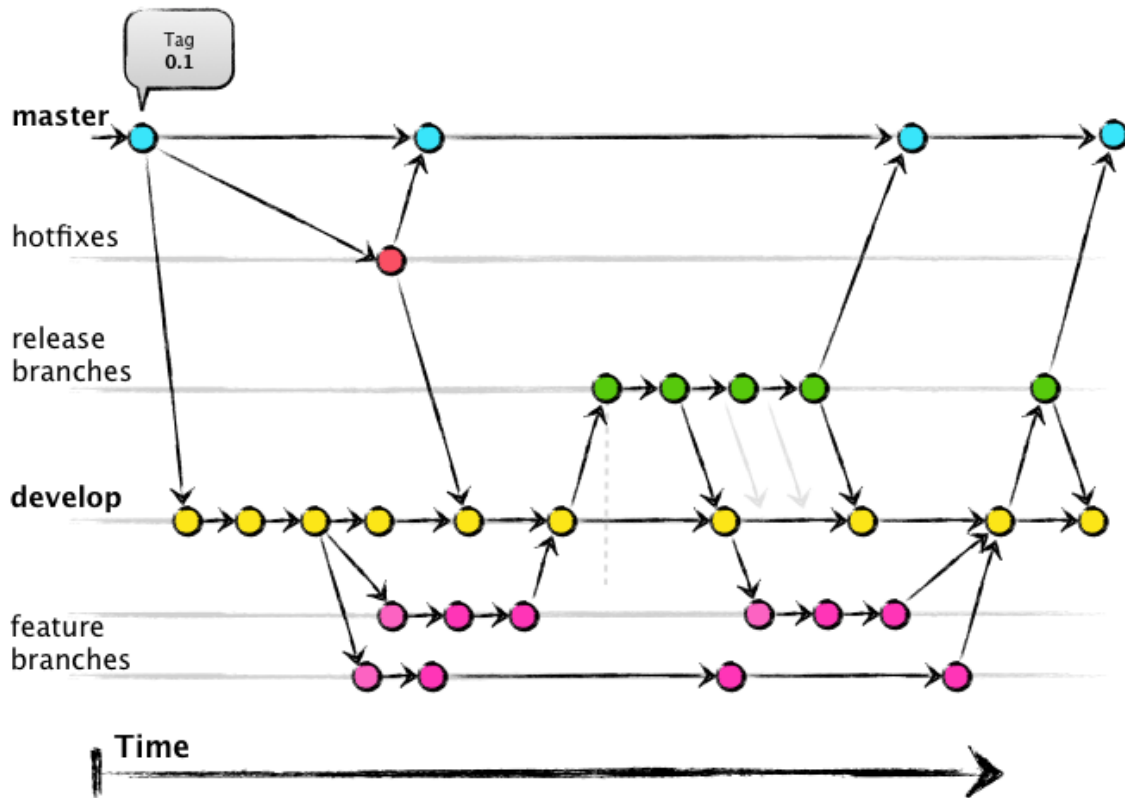 Tag
0.1
master
hotfixes
release
branches
develop
feature
branches
Time